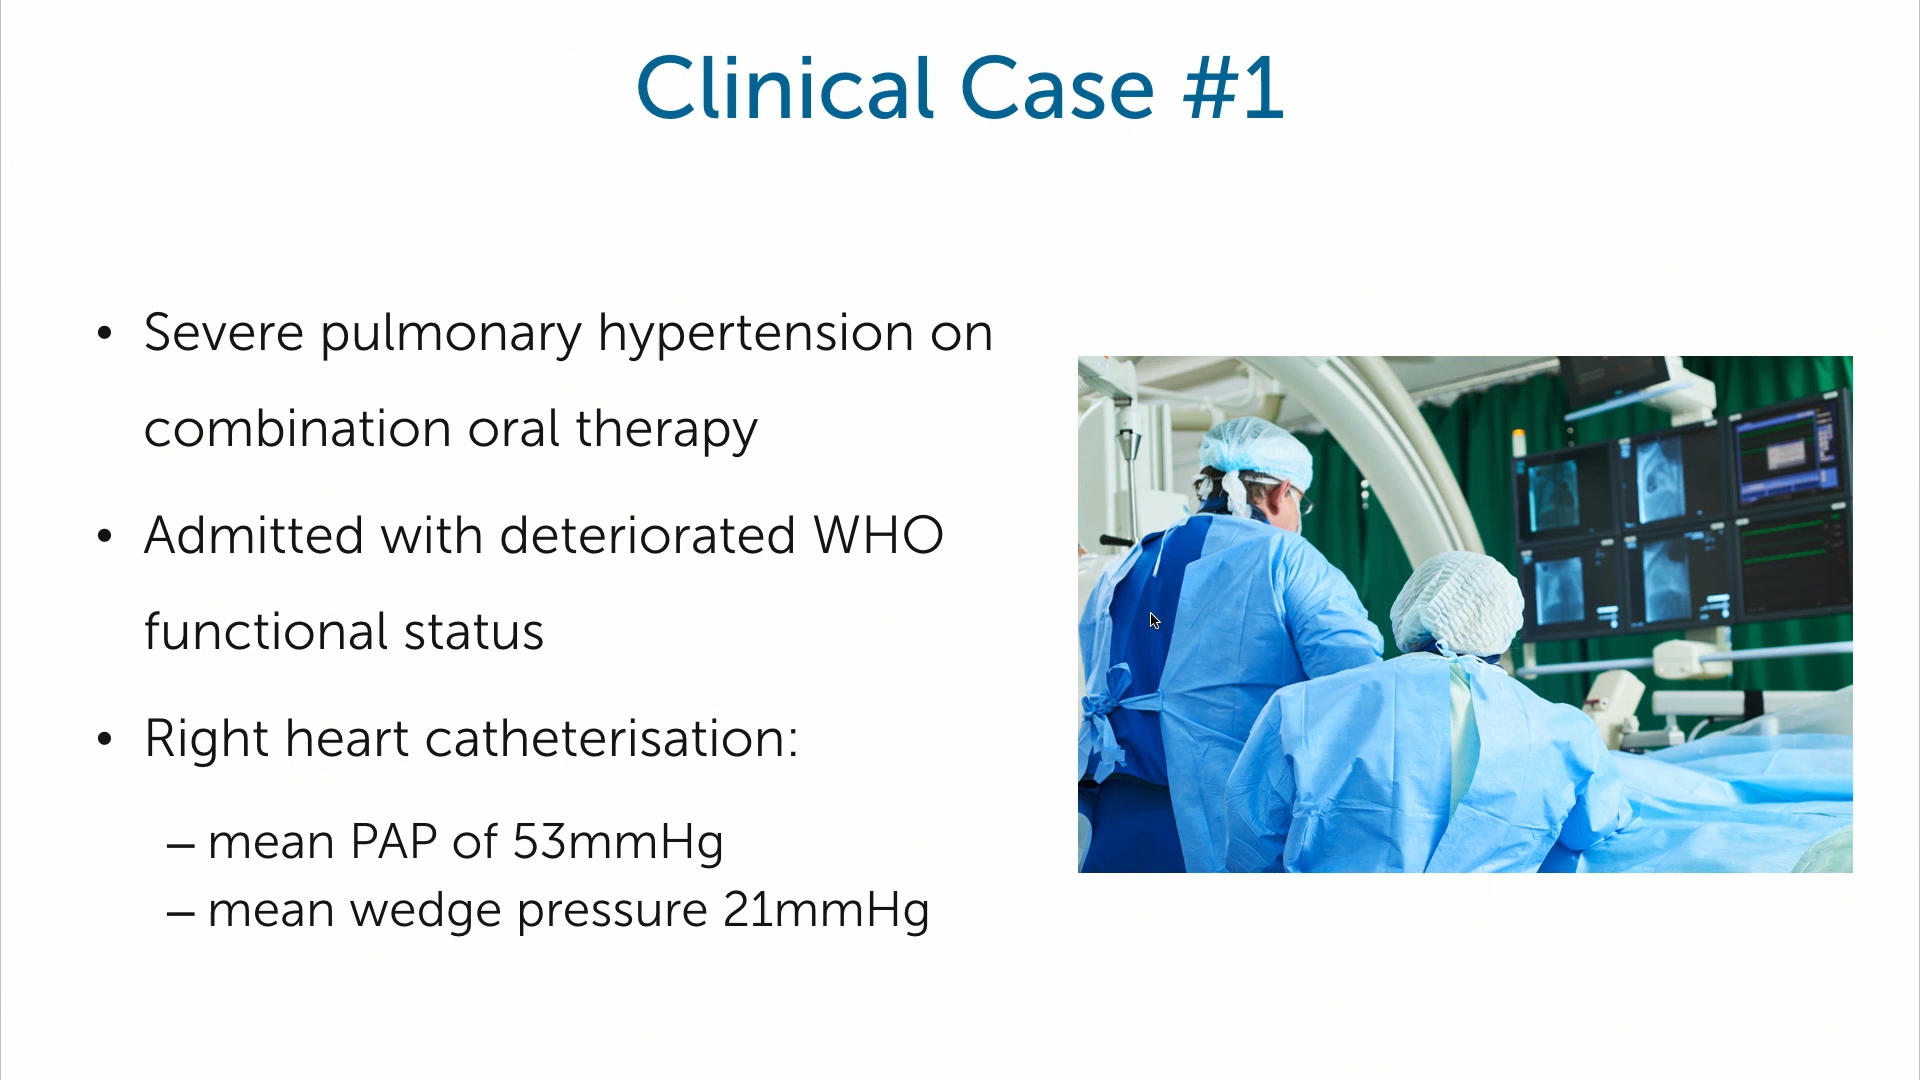 Clinical Case #1
• Severe pulmonary hypertension on
combination oral therapy
• Admitted with deteriorated WHO
functional status
• Right heart catheterisation:
– mean PAP of 53mmHg
– mean wedge pressure 21mmHg